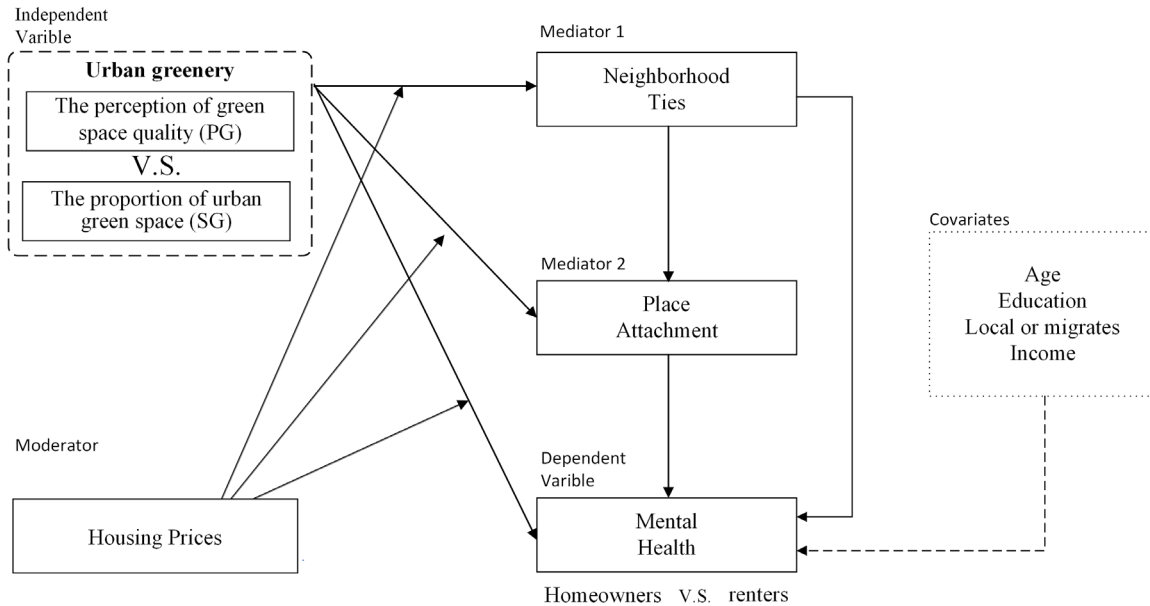 Independent
Varible
Urban greenery
The perception of green
space quality (PG)
V.S.
The proportion of urban
green space (SG)
Moderator
Housing Prices
Mediator 1
Neighborhood
Ties
Mediator 2
Place
Attachment
Dependent
Varible
Mental
Health
Homeowners V.S. renters
Covariates
Age
Education
Local or migrates
Income